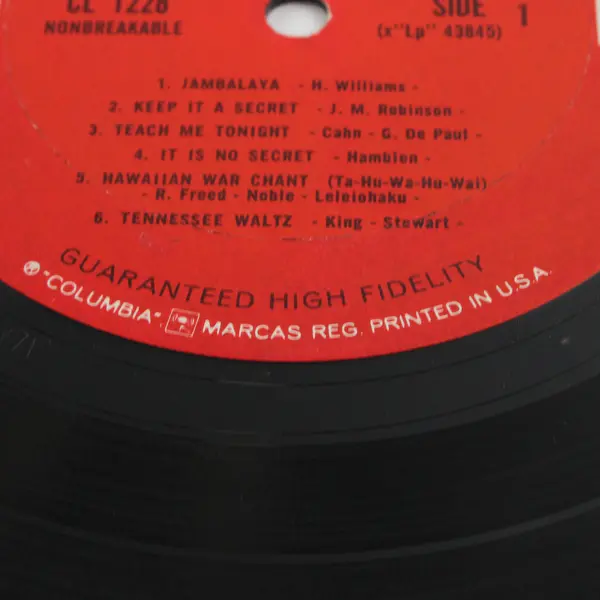 CL 1228
NONBREAKABLE
SIDE 1
(x"Lp" 43845)
1. JAMBALAYA - H. Williams -
2. KEEP IT A SECRET - J. M. Robinson -
3. TEACH ME TONIGHT - Cahn - G. De Paul -
4. IT IS NO SECRET - Hamblen -
5. HAWAIIAN WAR CHANT (Ta-Hu-Wa-Hu-Wai)
- R. Freed - Noble - Leleiohaku -
6. TENNESSEE WALTZ - King - Stewart -
GUARANTEED HIGH FIDELITY
® "COLUMBIA" MARCAS REG. PRINTED IN U.S.A.